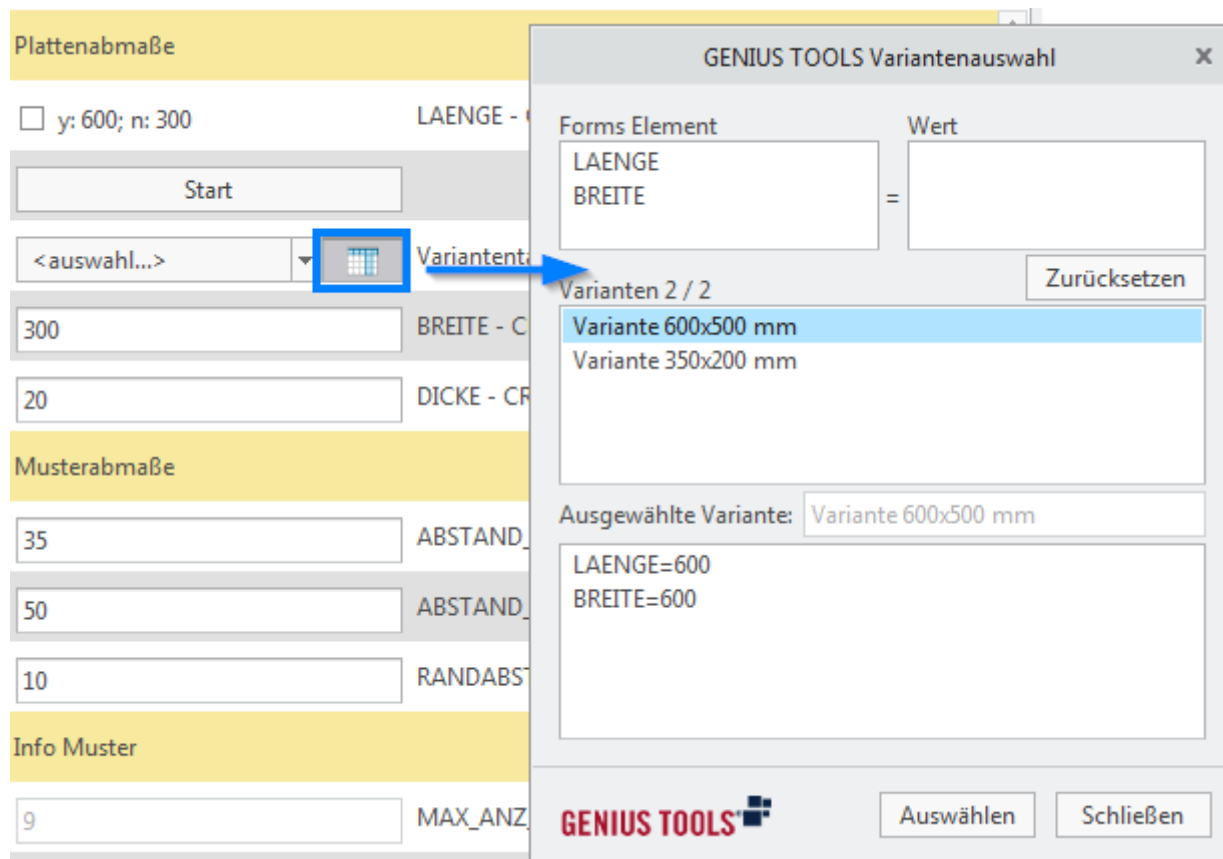 Plattenabmaße
y: 600; n: 300
LAENGE -
Start
<auswahl...>
Variantent
300
BREITE - C
20
DICKE - CR
Musterabmaße
35
ABSTAND_
50
ABSTAND_
10
RANDABST
Info Muster
9
MAX_ANZ_
GENIUS TOOLS Variantenauswahl
Forms Element
Wert
LAENGE
BREITE
=
Zurücksetzen
Varianten 2 / 2
Variante 600x500 mm
Variante 350x200 mm
Ausgewählte Variante:
Variante 600x500 mm
LAENGE=600
BREITE=600
GENIUS TOOLS
Auswählen
Schließen